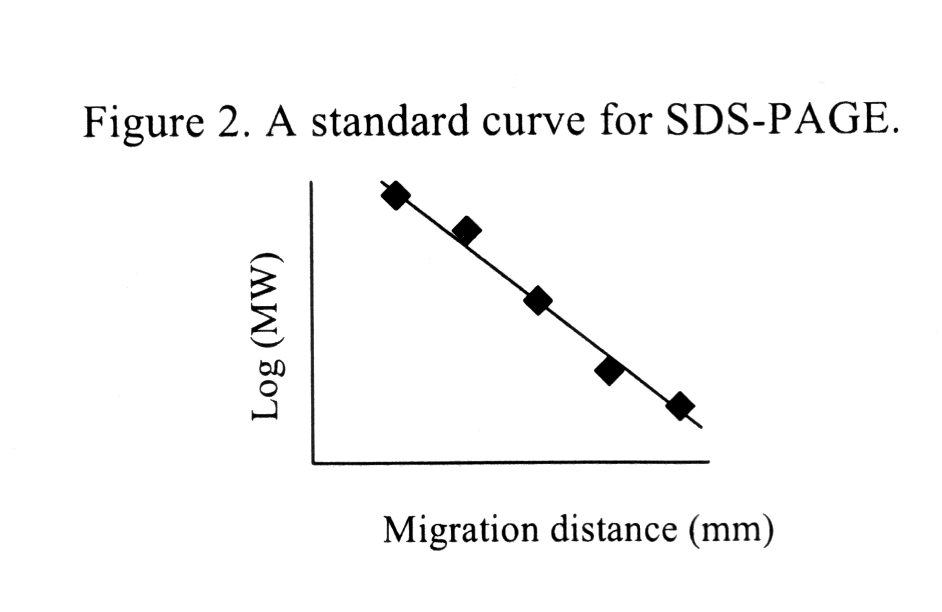 Figure 2. A standard curve for SDS-PAGE.
Log (MW)
Migration distance (mm)